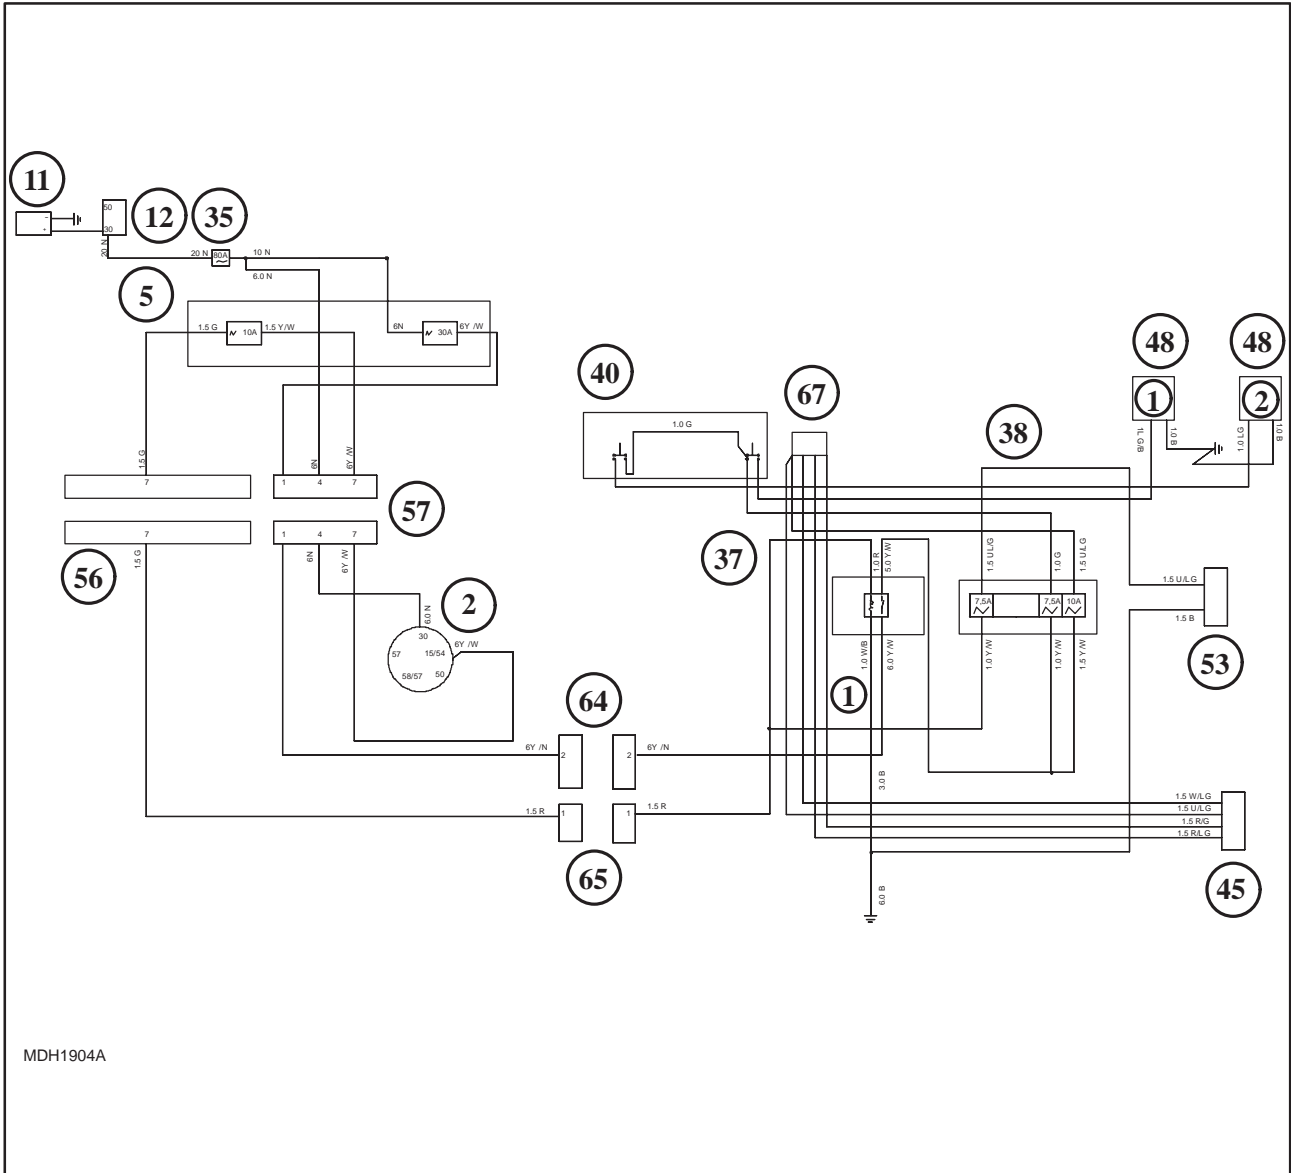 11
12
35
50
-
+
30
20 N
20 N
80A
10 N
6.0 N
5
1.5 G
10A
1.5 Y/W
6N
30A
6Y /W
48
48
40
67
1
2
1.0 G
38
1L G/B
1.0 B
1.0 LG
1.0 B
1.5 G
6N
6Y /W
7
1
4
7
57
7
1
4
7
37
1.5 G
6N
6Y /W
1.0 R
5.0 Y/W
1.5 UL/G
1.0 G
1.5 U/LG
56
2
6.0 N
30
57
15/54
58/57
50
6Y /W
7,5A
7,5A
10A
1.5 U/LG
1.5 B
1.0 W/B
6.0 Y/W
1.0 Y/W
1.0 Y/W
1.5 Y/W
53
64
1
6Y /N
2
2
6Y /N
3.0 B
1.5 R
1
1
1.5 R
1.5 W/LG
1.5 U/LG
1.5 R/G
1.5 R/LG
65
6.0 B
45
MDH1904A